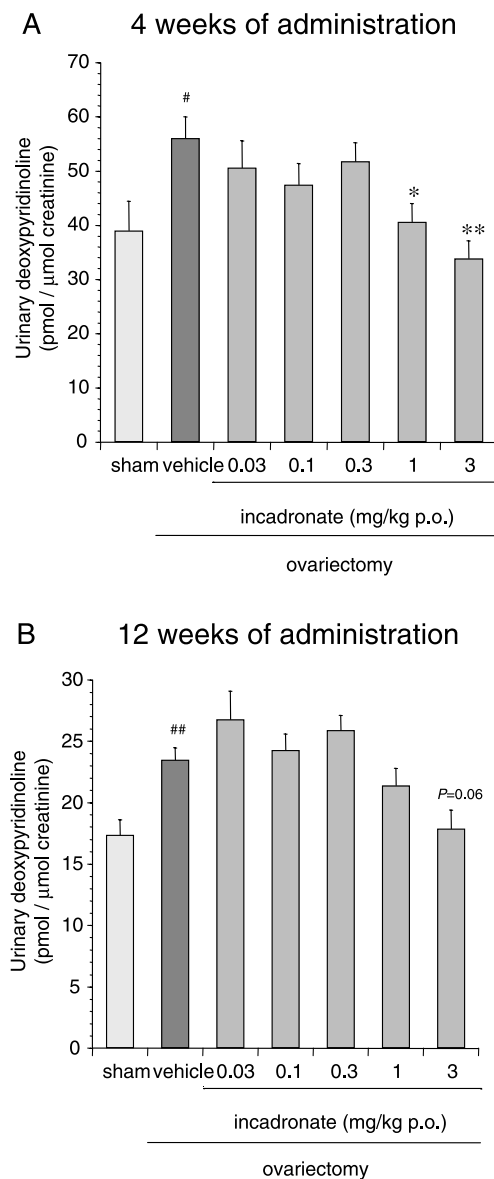 A 4 weeks of administration
Urinary deoxypyridinoline
(pmol / μmol creatinine)
70
60
50
40
30
20
10
0
#
*
**
sham vehicle 0.03 0.1 0.3 1 3
incadronate (mg/kg p.o.)
ovariectomy
B 12 weeks of administration
Urinary deoxypyridinoline
(pmol / μmol creatinine)
30
25
20
15
10
5
0
##
P=0.06
sham vehicle 0.03 0.1 0.3 1 3
incadronate (mg/kg p.o.)
ovariectomy